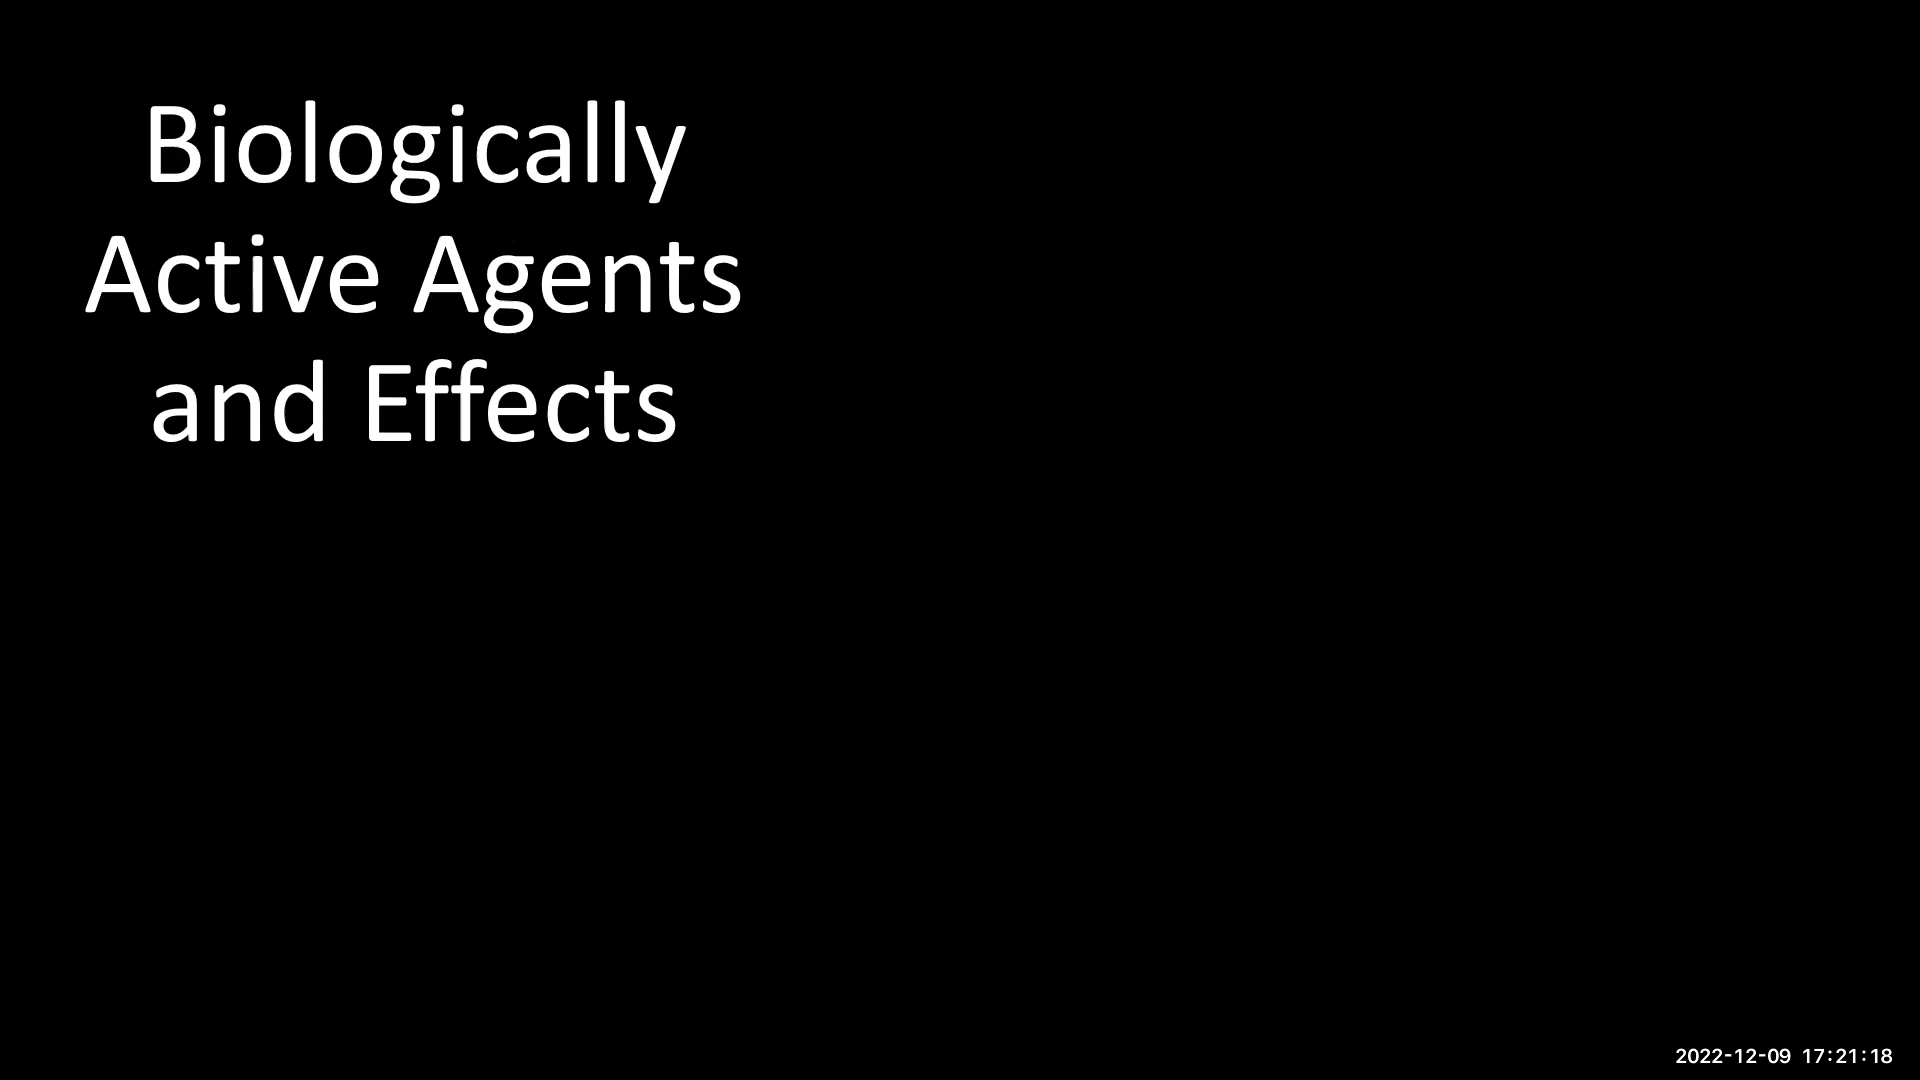 Biologically
Active Agents
and Effects
2022-12-09 17:21:18